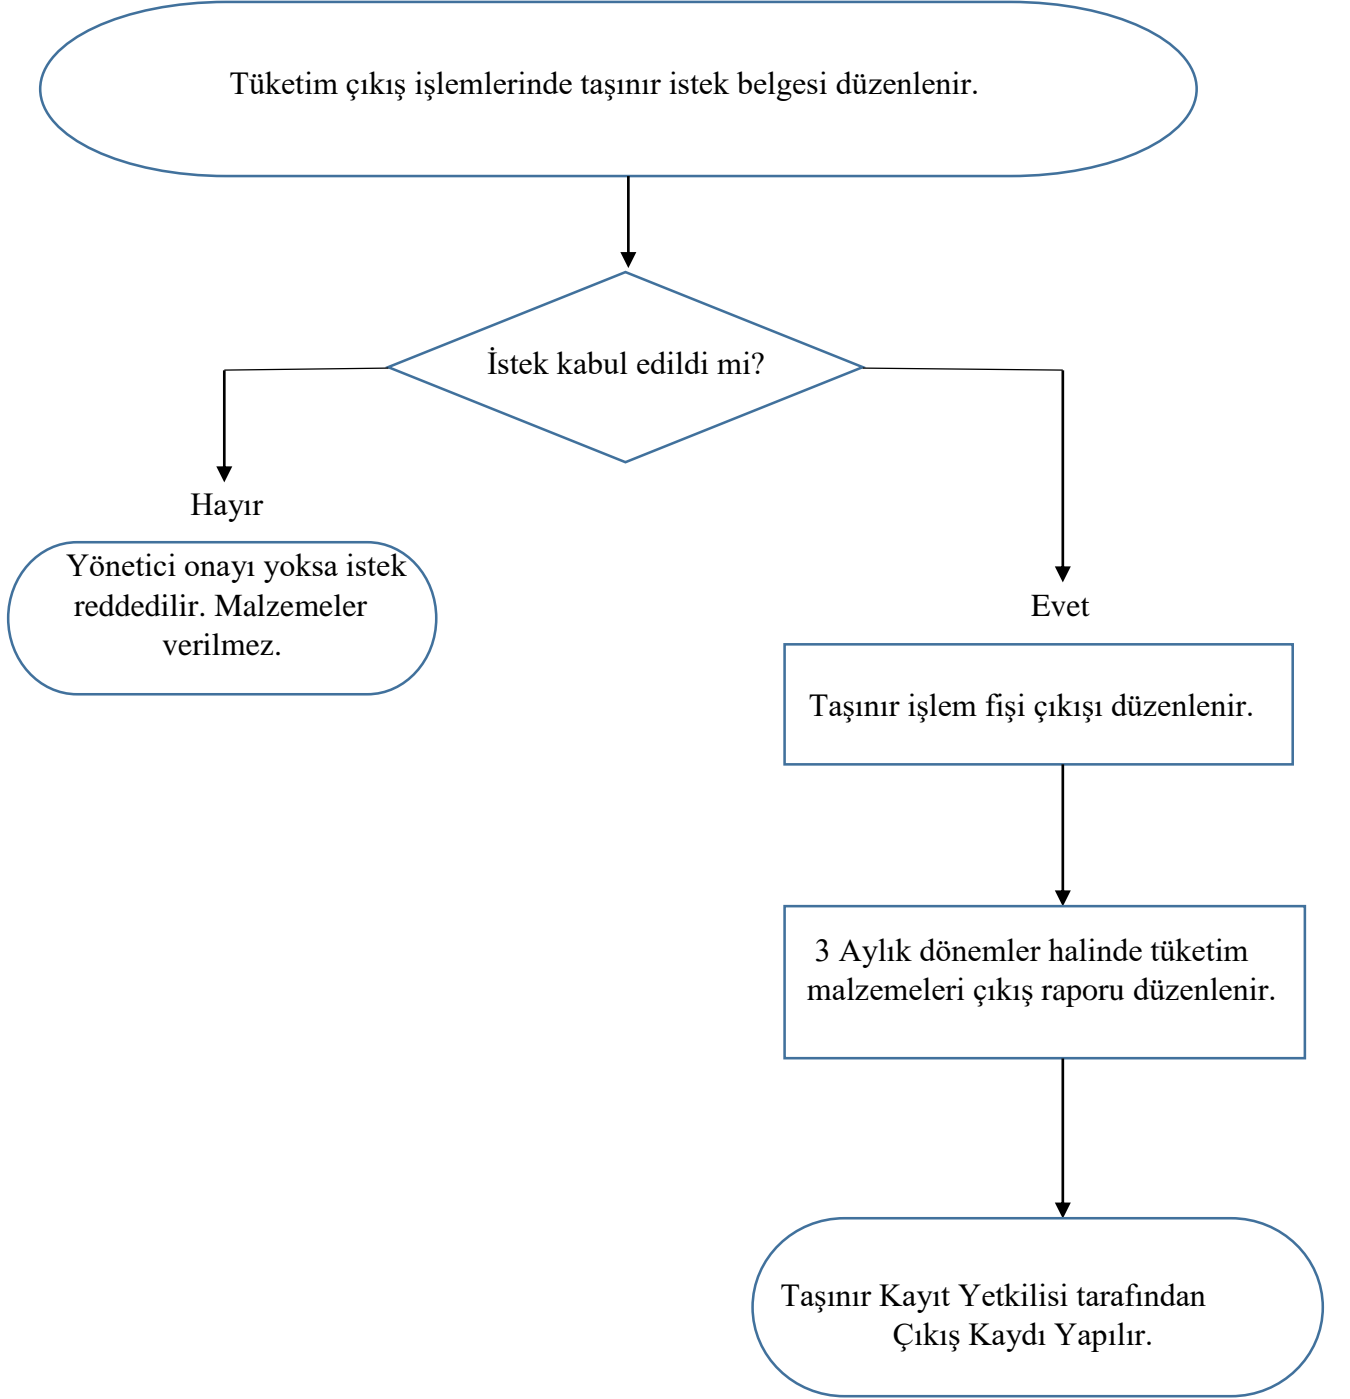 Tüketim çıkış işlemlerinde taşınır istek belgesi düzenlenir.
İstek kabul edildi mi?
Hayır
Yönetici onayı yoksa istek
reddedilir. Malzemeler
verilmez.
Evet
Taşınır işlem fişi çıkışı düzenlenir.
3 Aylık dönemler halinde tüketim
malzemeleri çıkış raporu düzenlenir.
Taşınır Kayıt Yetkilisi tarafından
Çıkış Kaydı Yapılır.